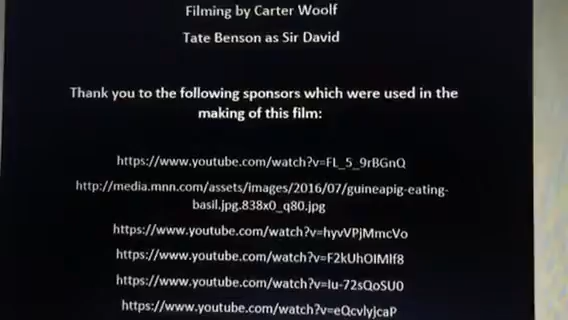 Filming by Carter Woolf
Tate Benson as Sir David
Thank you to the following sponsors which were used in the
making of this film:
https://www.youtube.com/watch?v=FL_5_9rBGnQ
http://media.mnn.com/assets/images/2016/07/guineapig-eating-
basil.jpg.838x0_q80.jpg
https://www.youtube.com/watch?v=hyvVPjMmcVo
https://www.youtube.com/watch?v=F2kUhOIMlf8
https://www.youtube.com/watch?v=Iu-72sQoSU0
https://www.youtube.com/watch?v=eQcvlyjcaP